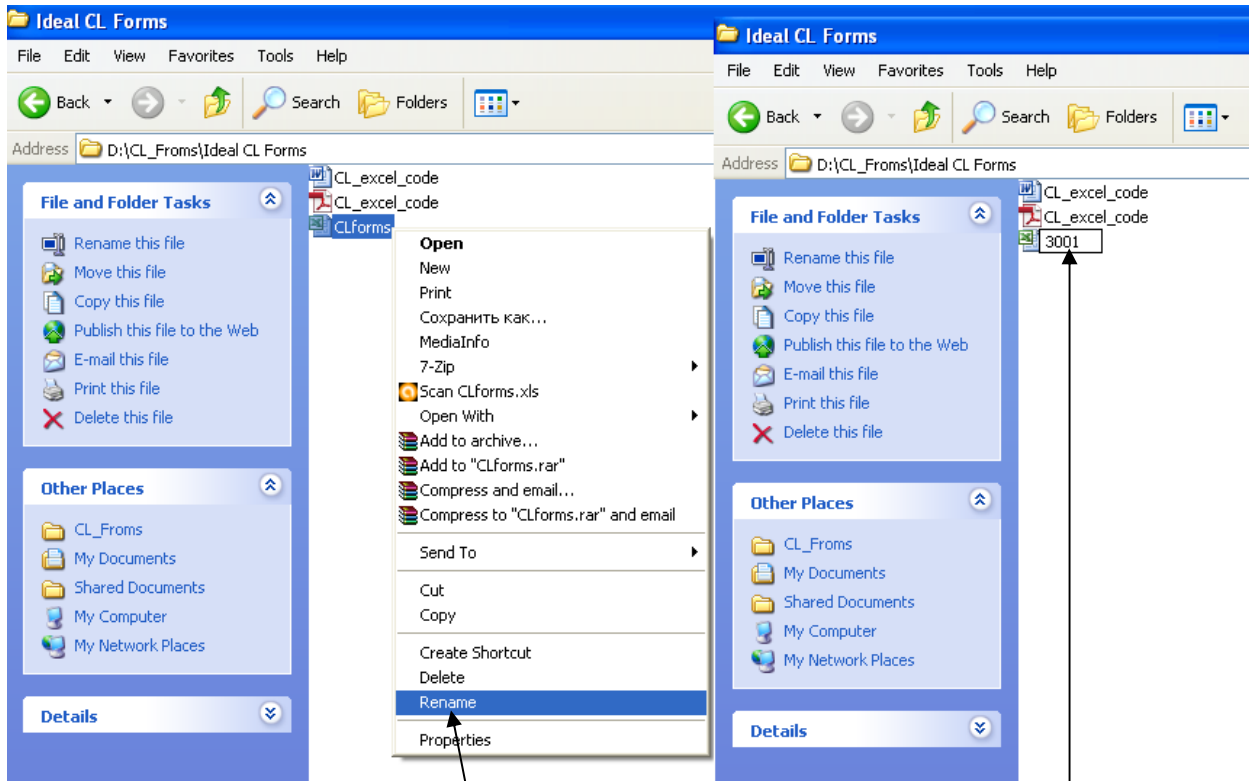 Ideal CL Forms
File Edit View Favorites Tools Help
Back Search Folders
Address D:\CL_Froms\Ideal CL Forms
File and Folder Tasks
Rename this file
Move this file
Copy this file
Publish this file to the Web
E-mail this file
Print this file
Delete this file
Other Places
CL_Froms
My Documents
Shared Documents
My Computer
My Network Places
Details
CL_excel_code
CL_excel_code
CLforms
Open
New
Print
Сохранить как...
MediaInfo
7-Zip
Scan CLforms.xls
Open With
Add to archive...
Add to "CLforms.rar"
Compress and email...
Compress to "CLforms.rar" and email
Send To
Cut
Copy
Create Shortcut
Delete
Rename
Properties
Ideal CL Forms
File Edit View Favorites Tools Help
Back Search Folders
Address D:\CL_Froms\Ideal CL Forms
File and Folder Tasks
Rename this file
Move this file
Copy this file
Publish this file to the Web
E-mail this file
Print this file
Delete this file
Other Places
CL_Froms
My Documents
Shared Documents
My Computer
My Network Places
Details
CL_excel_code
CL_excel_code
3001